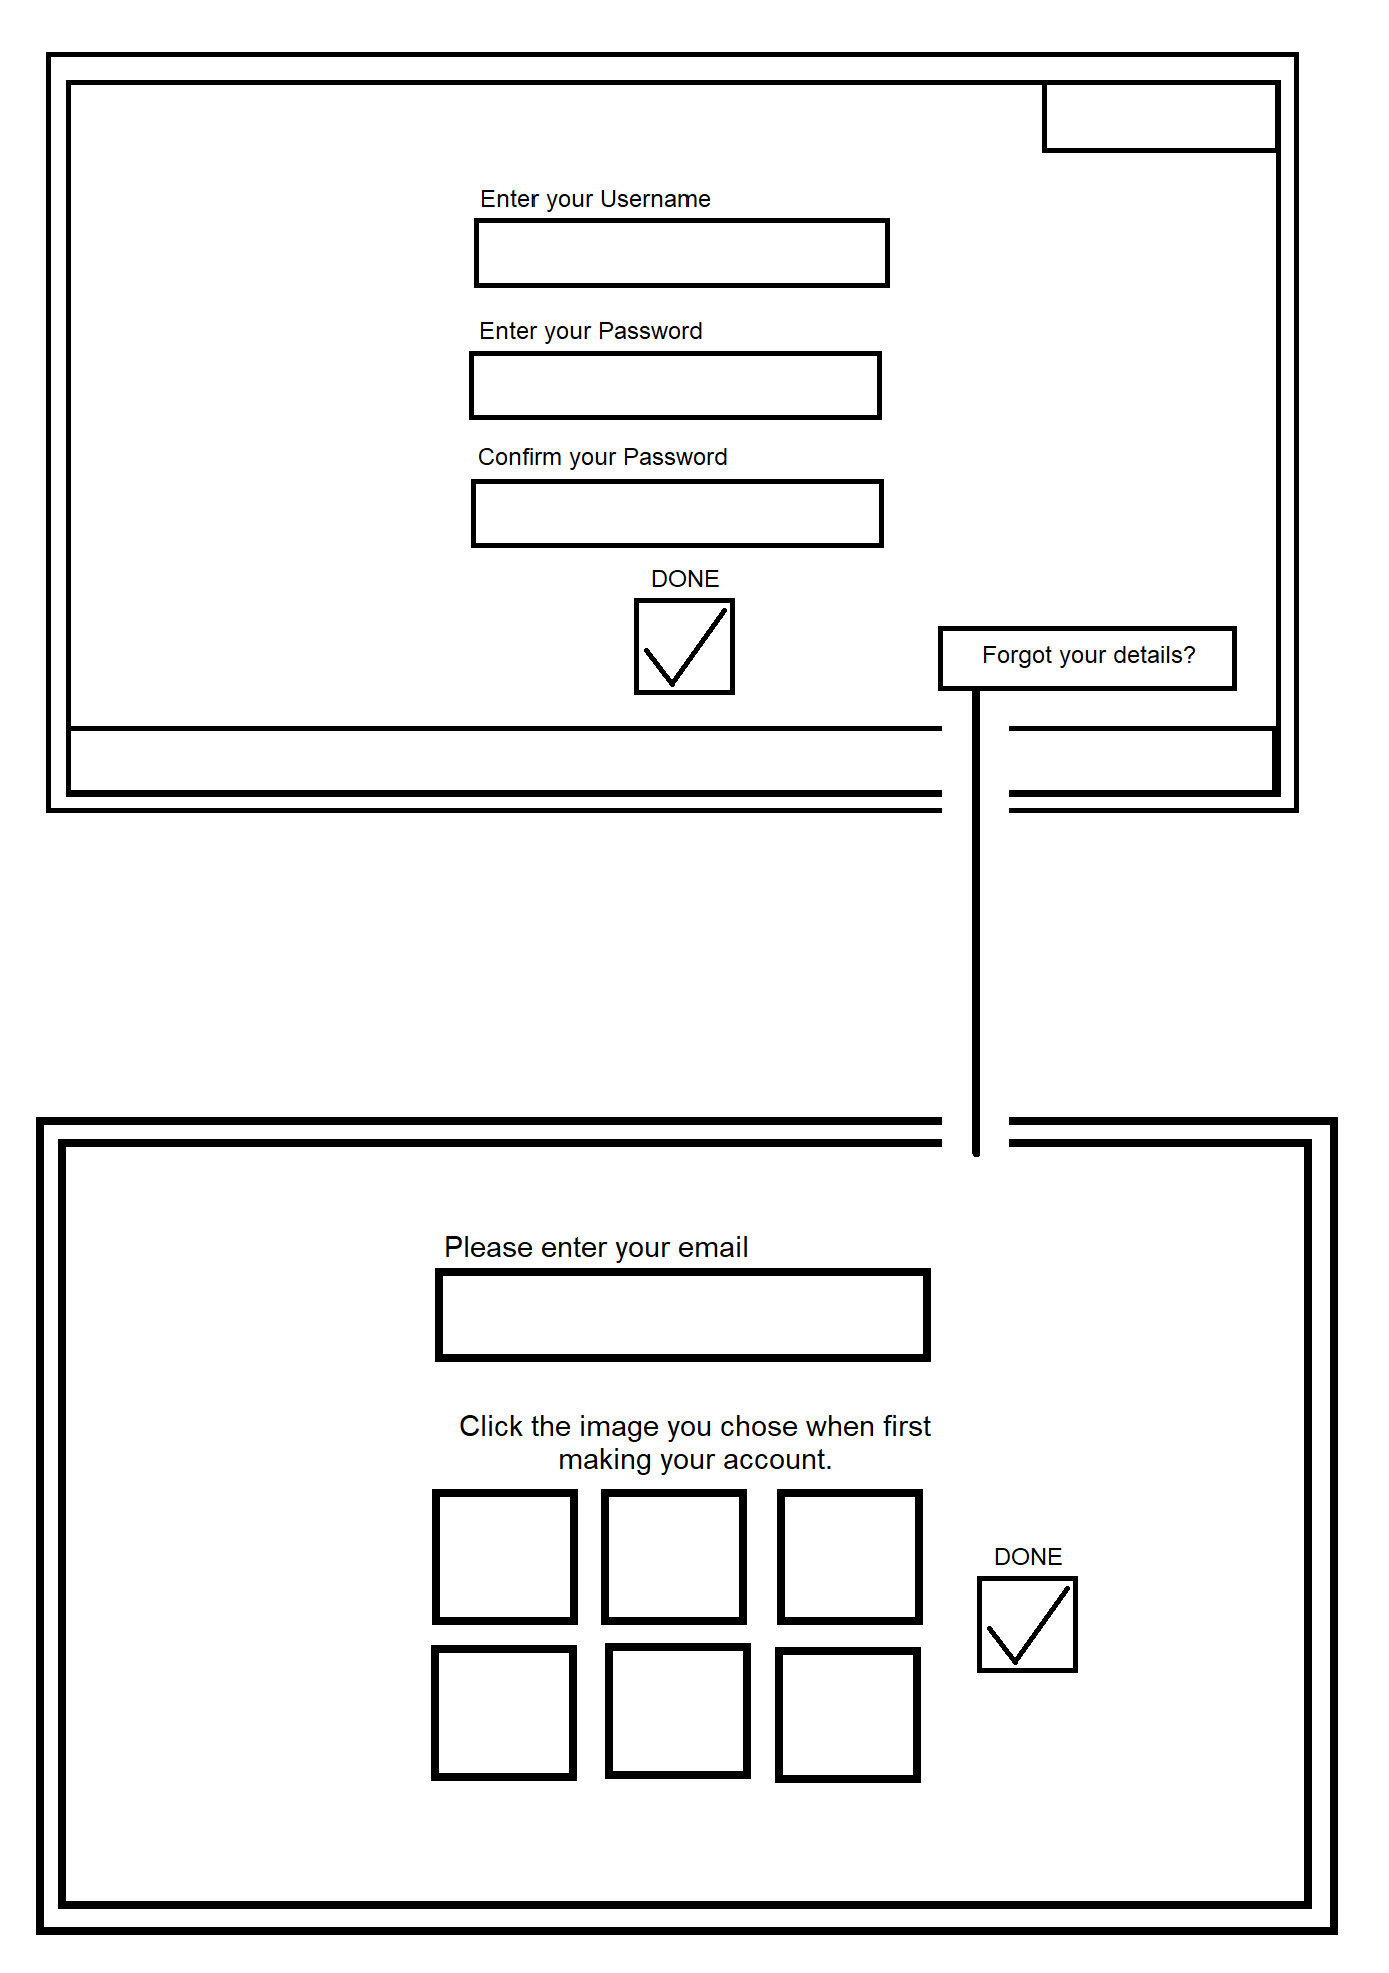 Enter your Username
Enter your Password
Confirm your Password
DONE
Forgot your details?
Please enter your email
Click the image you chose when first
making your account.
DONE